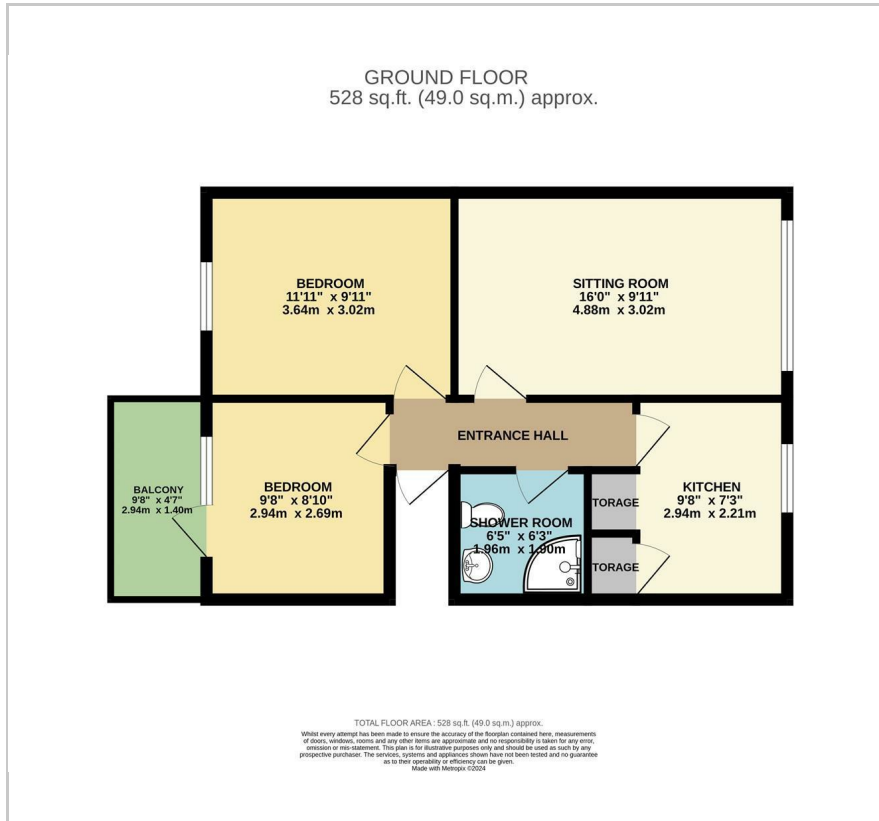 GROUND FLOOR
528 sq.ft. (49.0 sq.m.) approx.
BEDROOM
11'11" x 9'11"
3.64m x 3.02m
SITTING ROOM
16'0" x 9'11"
4.88m x 3.02m
ENTRANCE HALL
BALCONY
9'8" x 4'7"
2.94m x 1.40m
BEDROOM
9'8" x 8'10"
2.94m x 2.69m
SHOWER ROOM
6'5" x 6'3"
1.96m x 1.90m
TORAGE
TORAGE
KITCHEN
9'8" x 7'3"
2.94m x 2.21m
TOTAL FLOOR AREA : 528 sq.ft. (49.0 sq.m.) approx.
Whilst every attempt has been made to ensure the accuracy of the floorplan contained here, measurements
of doors, windows, rooms and any other items are approximate and no responsibility is taken for any error,
omission or mis-statement. This plan is for illustrative purposes only and should be used as such by any
prospective purchaser. The services, systems and appliances shown have not been tested and no guarantee
as to their operability or efficiency can be given.
Made with Metropix ©2024